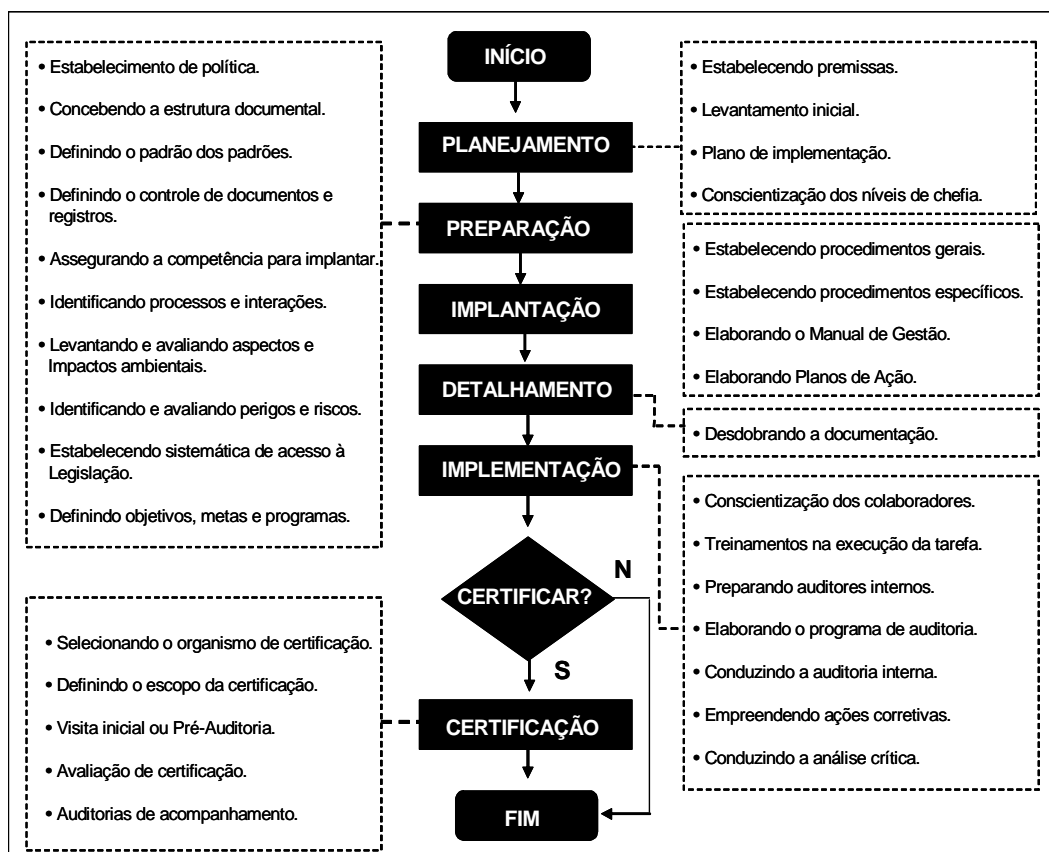 INÍCIO
PLANEJAMENTO
PREPARAÇÃO
IMPLANTAÇÃO
DETALHAMENTO
IMPLEMENTAÇÃO
CERTIFICAR?
N
S
CERTIFICAÇÃO
FIM
• Estabelecimento de política.
• Concebendo a estrutura documental.
• Definindo o padrão dos padrões.
• Definindo o controle de documentos e
registros.
• Assegurando a competência para implantar.
• Identificando processos e interações.
• Levantando e avaliando aspectos e
Impactos ambientais.
• Identificando e avaliando perigos e riscos.
• Estabelecendo sistemática de acesso à
Legislação.
• Definindo objetivos, metas e programas.
• Selecionando o organismo de certificação.
• Definindo o escopo da certificação.
• Visita inicial ou Pré-Auditoria.
• Avaliação de certificação.
• Auditorias de acompanhamento.
• Estabelecendo premissas.
• Levantamento inicial.
• Plano de implementação.
• Conscientização dos níveis de chefia.
• Estabelecendo procedimentos gerais.
• Estabelecendo procedimentos específicos.
• Elaborando o Manual de Gestão.
• Elaborando Planos de Ação.
• Desdobrando a documentação.
• Conscientização dos colaboradores.
• Treinamentos na execução da tarefa.
• Preparando auditores internos.
• Elaborando o programa de auditoria.
• Conduzindo a auditoria interna.
• Empreendendo ações corretivas.
• Conduzindo a análise crítica.